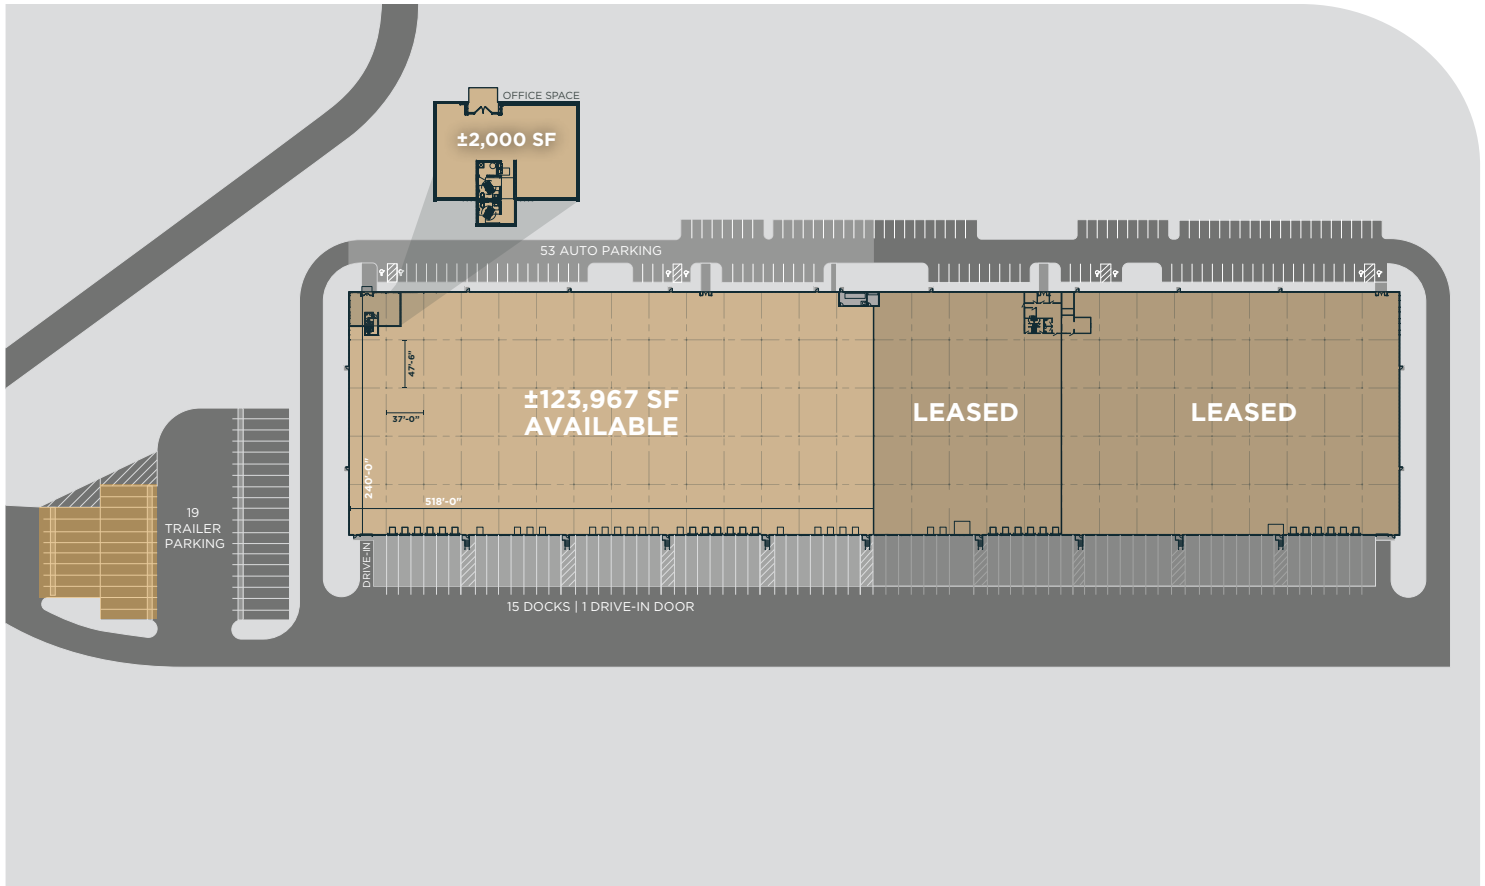 OFFICE SPACE
±2,000 SF
53 AUTO PARKING
47'-6"
37'-0"
±123,967 SF
AVAILABLE
LEASED
LEASED
240'-0"
518'-0"
19
TRAILER
PARKING
DRIVE-IN
15 DOCKS | 1 DRIVE-IN DOOR